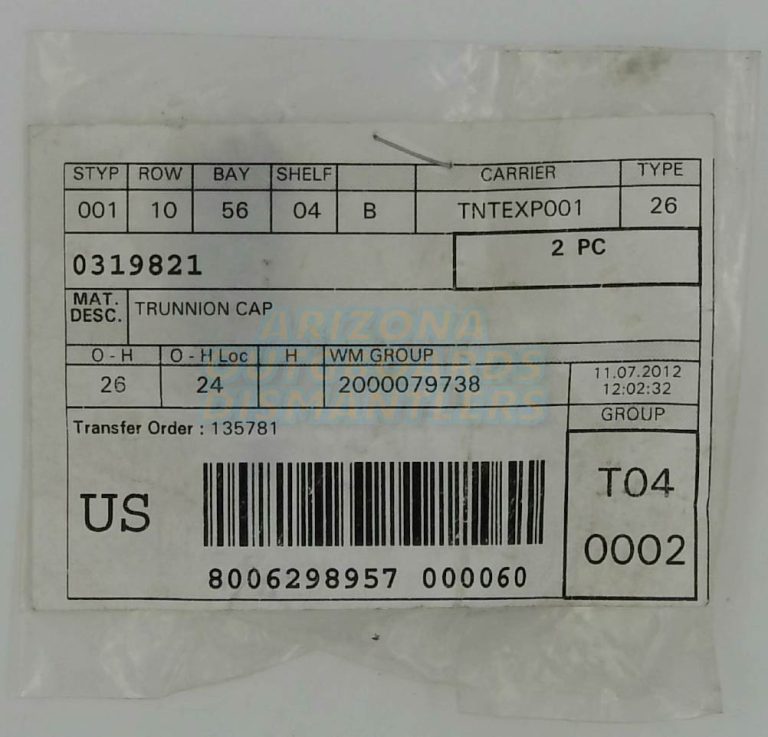 STYP ROW BAY SHELF CARRIER TYPE
001 10 56 04 B TNTEXP001 26
0319821
2 PC
MAT.
DESC.
TRUNNION CAP
O - H O - H Loc H WM GROUP
26 24 2000079738
11.07.2012
12:02:32
GROUP
Transfer Order : 135781
US
T04
0002
8006298957 000060
ARIZONA
OUTBOARDS
DISMANTLERS